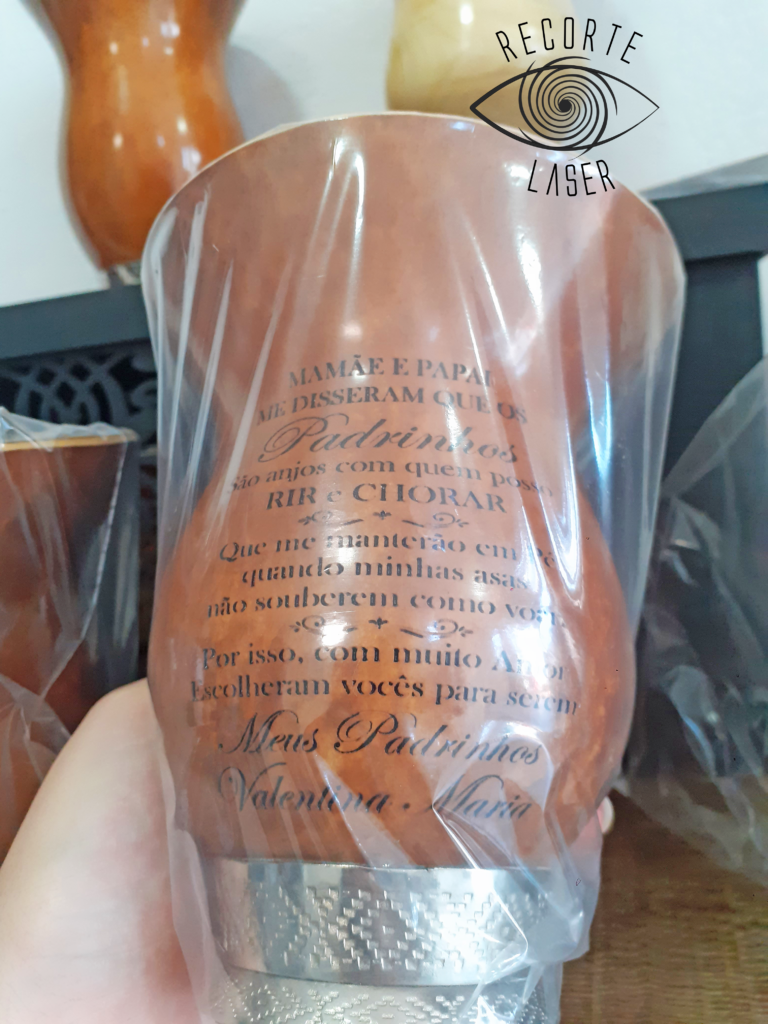 RECORTE
LASER
MAMÃE E PAPAI
ME DISSERAM QUE OS
Padrinhos
São anjos com quem posso
RIR e CHORAR
Que me manterão em pé
quando minhas asas
não souberem como voar.
Por isso, com muito Amor
Escolheram vocês para serem
Meus Padrinhos
Valentina • Maria